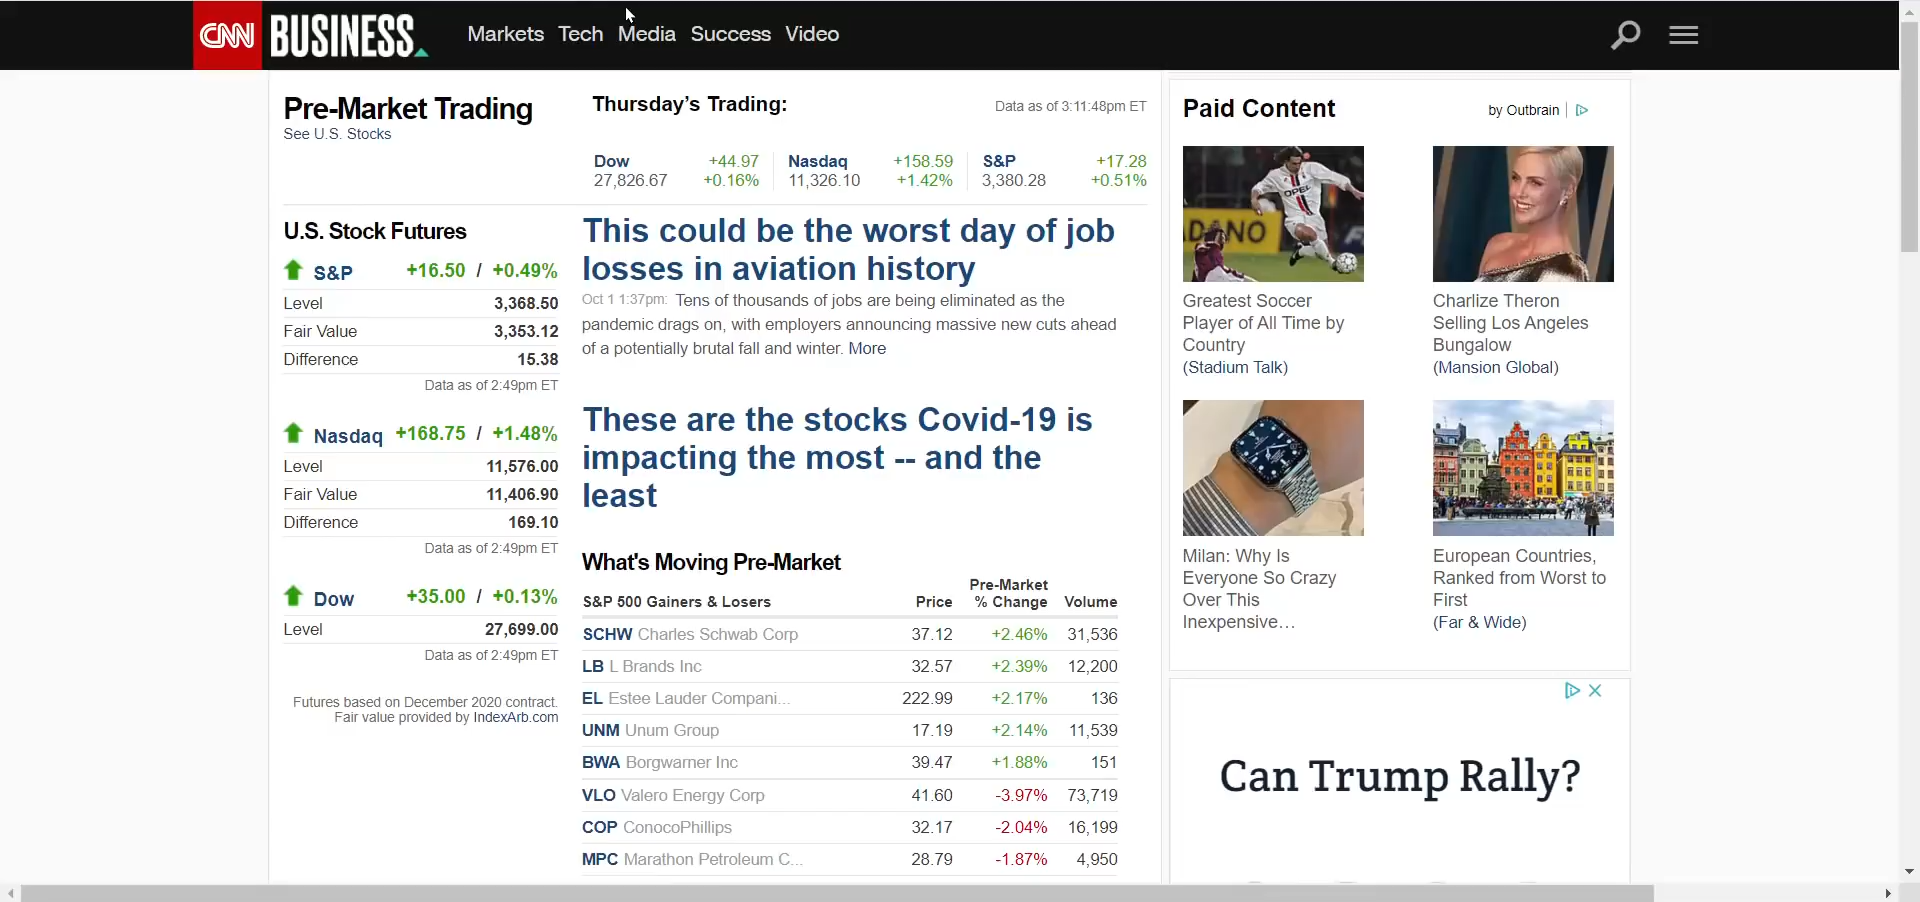 CNN BUSINESS Markets Tech Media Success Video
Pre-Market Trading
See U.S. Stocks
Thursday’s Trading:
Data as of 3:11:48pm ET
Dow +44.97
27,826.67 +0.16%
Nasdaq +158.59
11,326.10 +1.42%
S&P +17.28
3,380.28 +0.51%
U.S. Stock Futures
S&P +16.50 / +0.49%
Level 3,368.50
Fair Value 3,353.12
Difference 15.38
Data as of 2:49pm ET
Nasdaq +168.75 / +1.48%
Level 11,576.00
Fair Value 11,406.90
Difference 169.10
Data as of 2:49pm ET
Dow +35.00 / +0.13%
Level 27,699.00
Data as of 2:49pm ET
Futures based on December 2020 contract.
Fair value provided by IndexArb.com
This could be the worst day of job
losses in aviation history
Oct 1 1:37pm: Tens of thousands of jobs are being eliminated as the
pandemic drags on, with employers announcing massive new cuts ahead
of a potentially brutal fall and winter. More
These are the stocks Covid-19 is
impacting the most -- and the
least
What's Moving Pre-Market
S&P 500 Gainers & Losers Price Pre-Market % Change Volume
SCHW Charles Schwab Corp 37.12 +2.46% 31,536
LB L Brands Inc 32.57 +2.39% 12,200
EL Estee Lauder Compani... 222.99 +2.17% 136
UNM Unum Group 17.19 +2.14% 11,539
BWA Borgwarner Inc 39.47 +1.88% 151
VLO Valero Energy Corp 41.60 -3.97% 73,719
COP ConocoPhillips 32.17 -2.04% 16,199
MPC Marathon Petroleum C... 28.79 -1.87% 4,950
Paid Content
by Outbrain
OPEL
DANO
Greatest Soccer
Player of All Time by
Country
(Stadium Talk)
Charlize Theron
Selling Los Angeles
Bungalow
(Mansion Global)
Milan: Why Is
Everyone So Crazy
Over This
Inexpensive…
European Countries,
Ranked from Worst to
First
(Far & Wide)
Can Trump Rally?